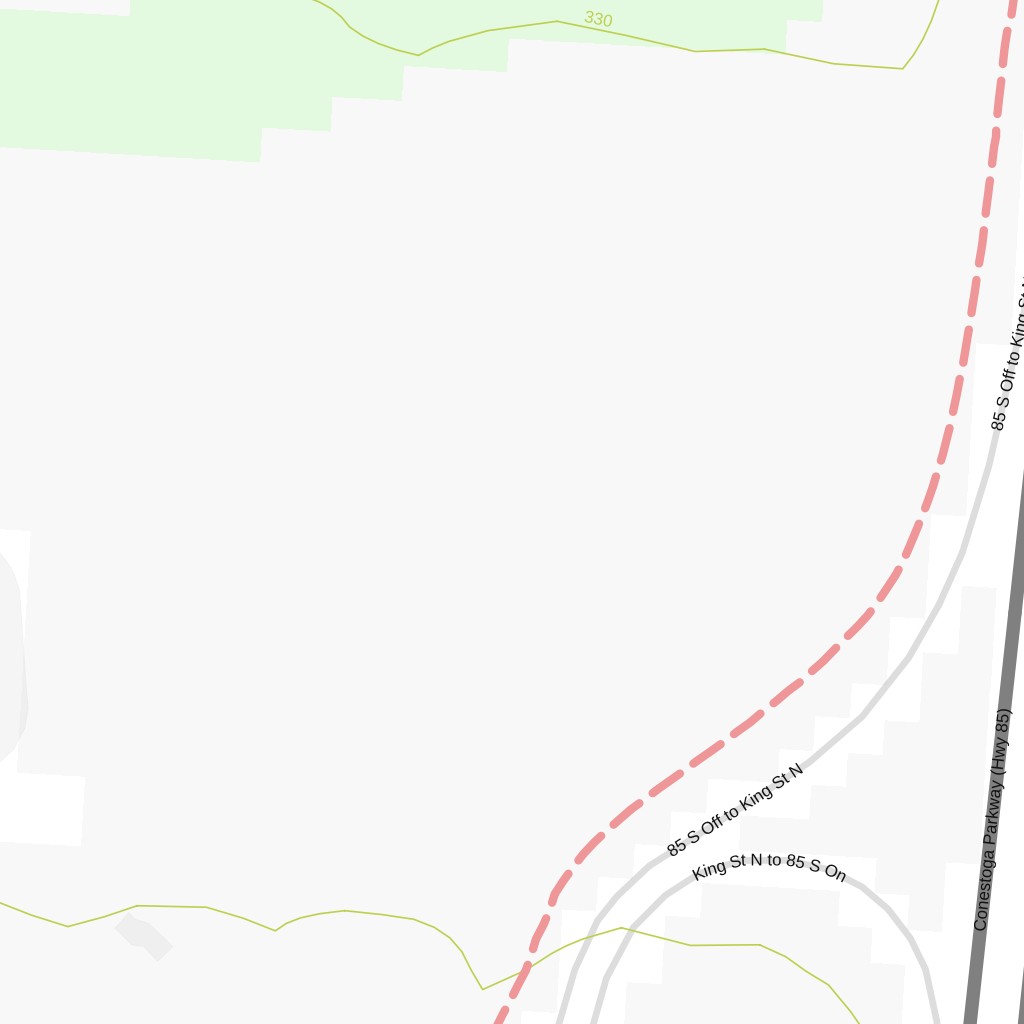 330
85 S Off to King St N
85 S Off to King St N
King St N to 85 S On
Conestoga Parkway (Hwy 85)